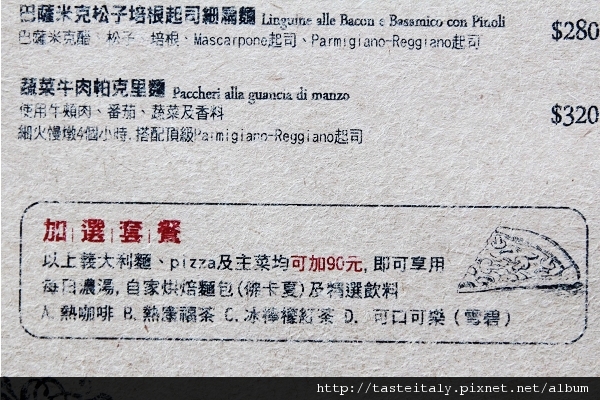 巴薩米克松子培根起司細扁麵 Linguine alle Bacon e Basamico con Pinoli $280
巴薩米克醋、松子、培根、Mascarpone起司、Parmigiano-Reggiano起司
蔬菜牛肉帕克里麵 Paccheri alla guancia di manzo $320
使用牛頰肉、番茄、蔬菜及香料
細火慢燉4個小時,搭配頂級Parmigiano-Reggiano起司
加選套餐
以上義大利麵、pizza及主菜均可加90元,即可享用
每日濃湯,自家烘焙麵包(佛卡夏)及精選飲料
A.熱咖啡 B.熱康福茶 C.冰檸檬紅茶 D.可口可樂(雪碧)
http://tasteitaly.pixnet.net/album